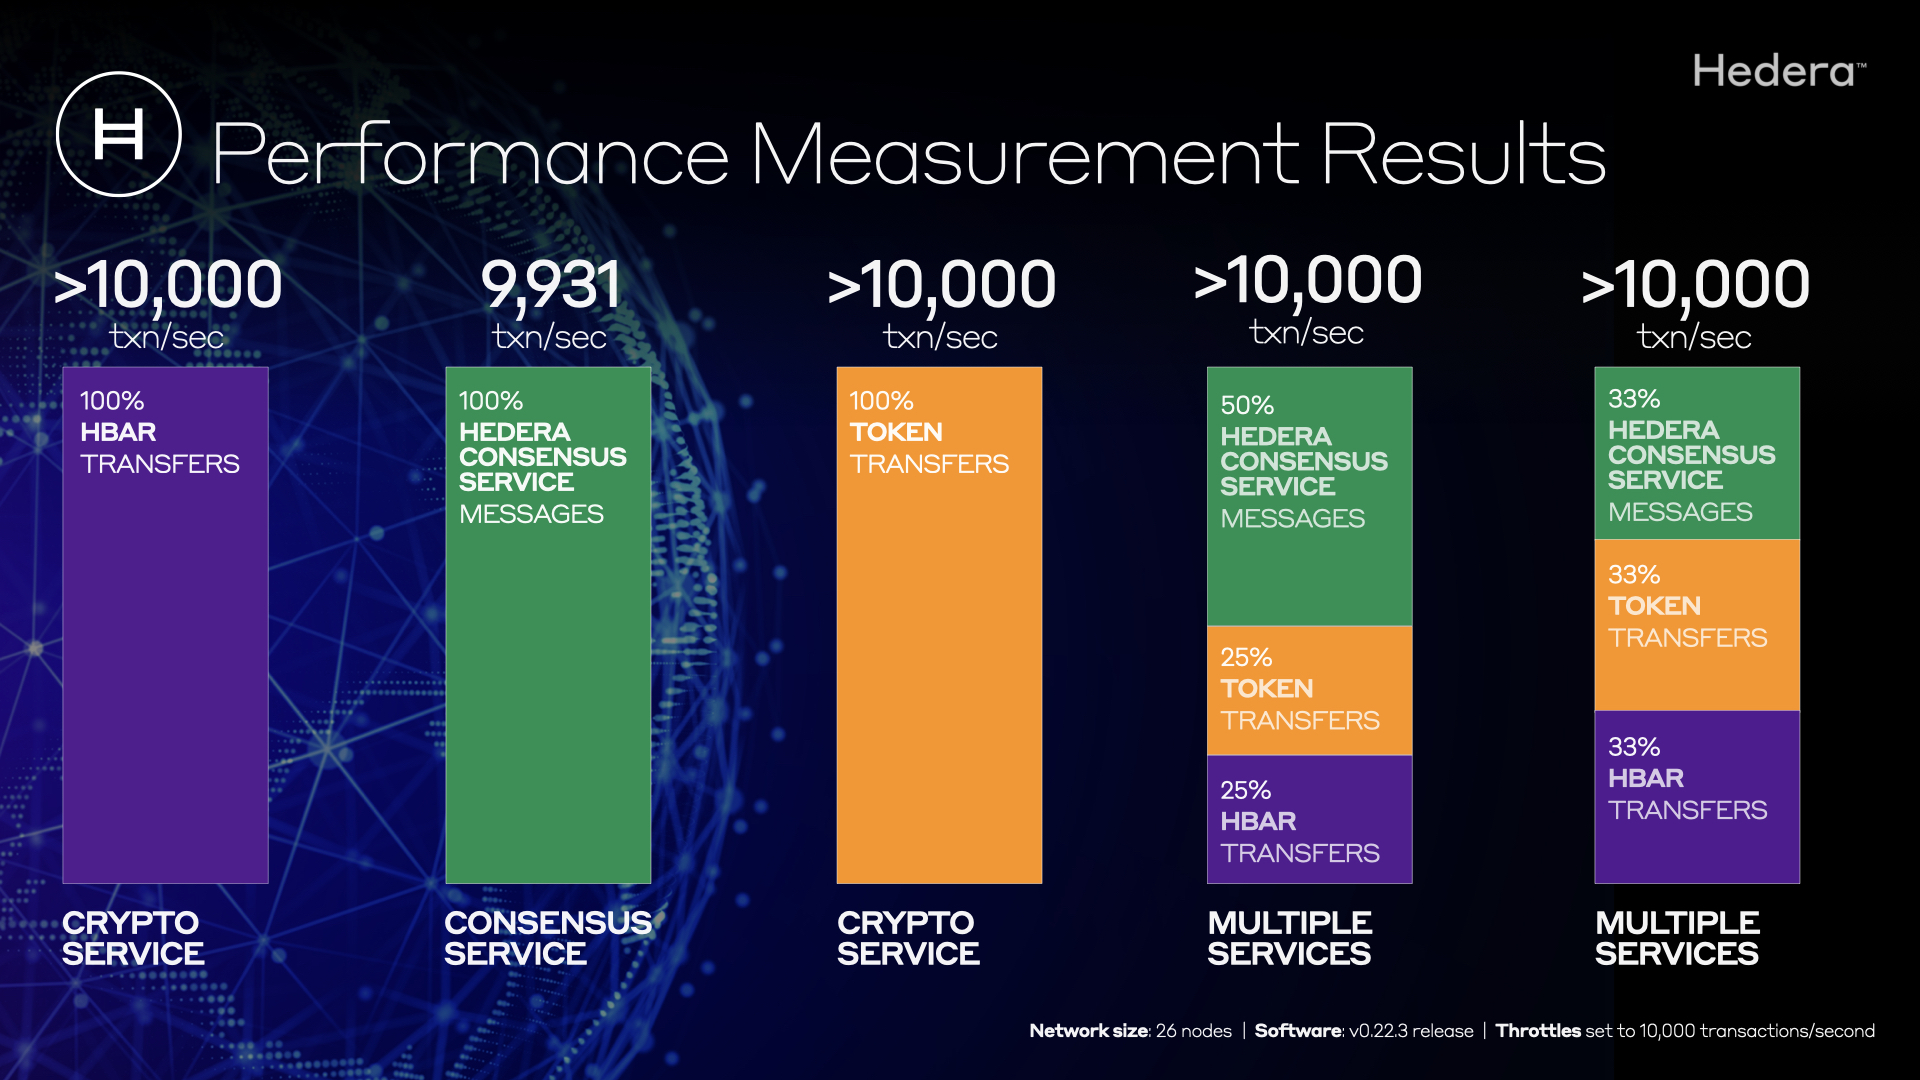 Hedera™
H Performance Measurement Results
>10,000
txn/sec
100%
HBAR
TRANSFERS
CRYPTO
SERVICE
9,931
txn/sec
100%
HEDERA
CONSENSUS
SERVICE
MESSAGES
CONSENSUS
SERVICE
>10,000
txn/sec
100%
TOKEN
TRANSFERS
CRYPTO
SERVICE
>10,000
txn/sec
50%
HEDERA
CONSENSUS
SERVICE
MESSAGES
25%
TOKEN
TRANSFERS
25%
HBAR
TRANSFERS
MULTIPLE
SERVICES
>10,000
txn/sec
33%
HEDERA
CONSENSUS
SERVICE
MESSAGES
33%
TOKEN
TRANSFERS
33%
HBAR
TRANSFERS
MULTIPLE
SERVICES
Network size: 26 nodes | Software: v0.22.3 release | Throttles set to 10,000 transactions/second